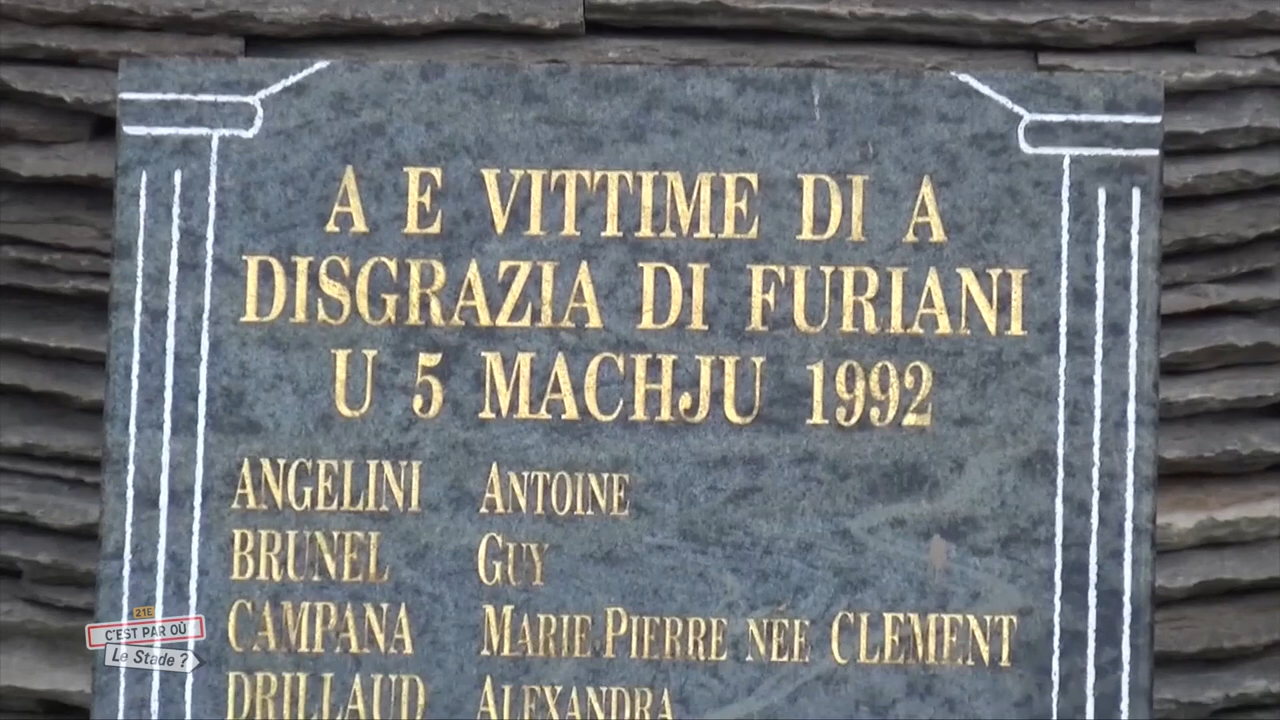 A E VITTIME DI A
DISGRAZIA DI FURIANI
U 5 MACHJU 1992
ANGELINI ANTOINE
BRUNEL GUY
CAMPANA MARIE.PIERRE NÉE CLEMENT
DRILLAUD ALEXANDRA
21E
C'EST PAR OÙ
Le Stade ?